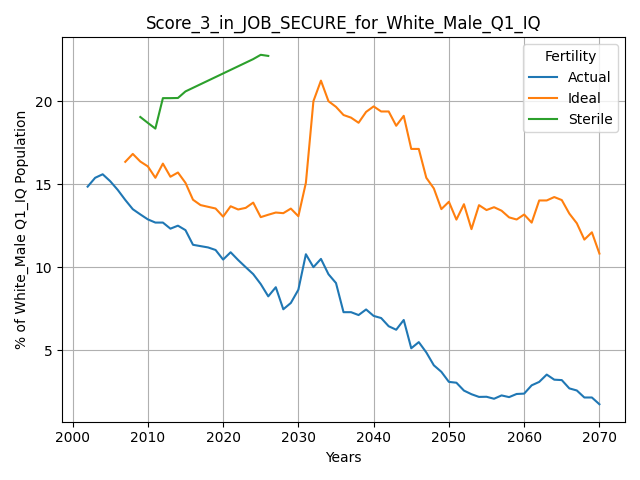 Score_3_in_JOB_SECURE_for_White_Male_Q1_IQ
Fertility
Actual
Ideal
Sterile
% of White_Male Q1_IQ Population
20
15
10
5
2000 2010 2020 2030 2040 2050 2060 2070
Years